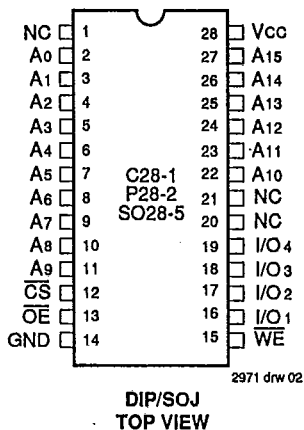 NC 1 28 Vcc
A0 2 27 A15
A1 3 26 A14
A2 4 25 A13
A3 5 24 A12
A4 6 23 A11
A5 7 C28-1 22 A10
A6 8 P28-2 21 NC
A7 9 SO28-5 20 NC
A8 10 19 I/O4
A9 11 18 I/O3
C̅S̅ 12 17 I/O2
O̅E̅ 13 16 I/O1
GND 14 15 W̅E̅
2971 drw 02
DIP/SOJ
TOP VIEW